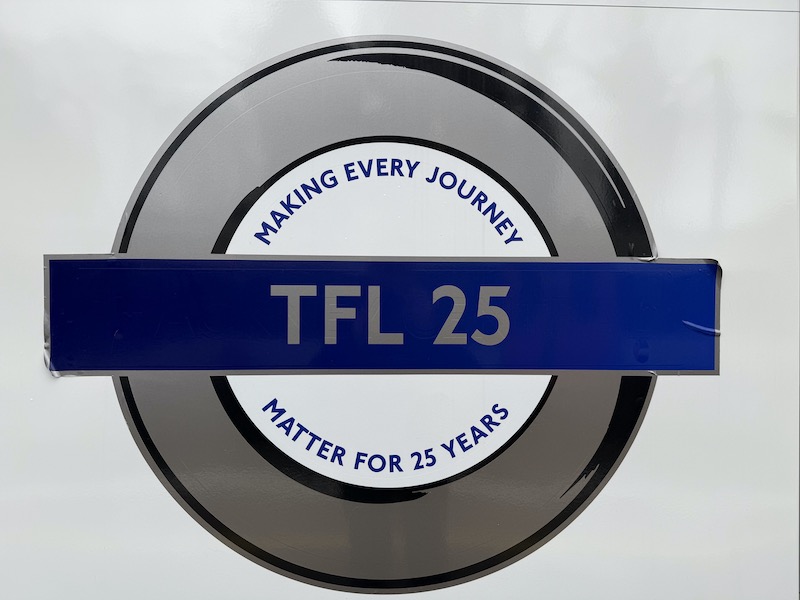 MAKING EVERY JOURNEY
TFL 25
MATTER FOR 25 YEARS